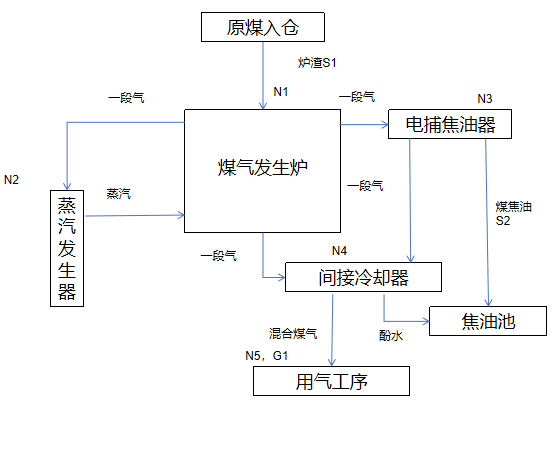 原煤入仓
炉渣S1
N1
一段气
一段气
N3
电捕焦油器
煤气发生炉
N2
蒸汽
一段气
蒸汽发生器
煤焦油
S2
一段气
N4
间接冷却器
焦油池
混合煤气
酚水
N5，G1
用气工序